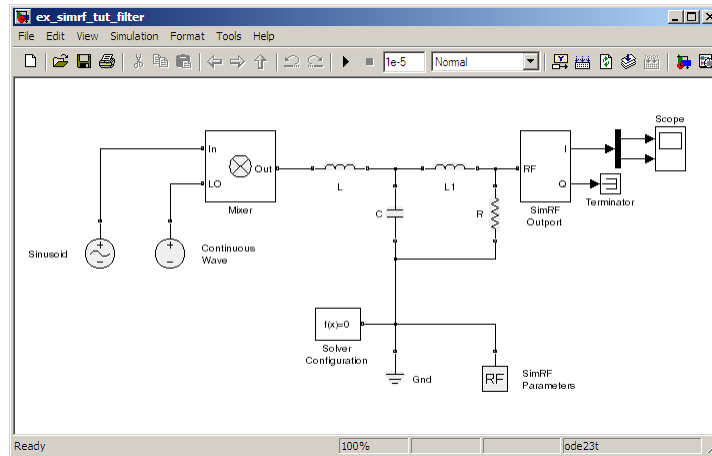 ex_simrf_tut_filter
File Edit View Simulation Format Tools Help
1e-5 Normal
Scope
In
Out
LO
Mixer
L
L1
RF
I
Q
SimRF
Outport
Terminator
C
R
Sinusoid
Continuous
Wave
f(x)=0
Solver
Configuration
Gnd
RF
SimRF
Parameters
Ready 100% ode23t